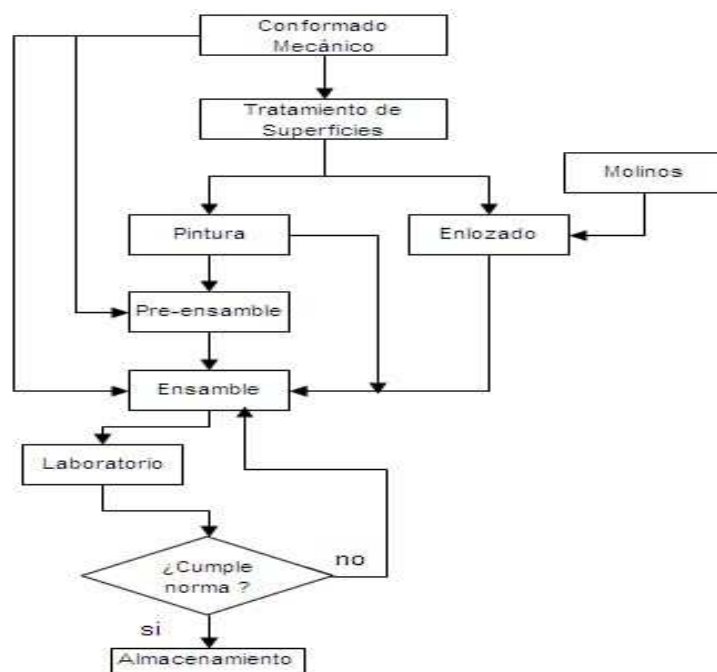 Conformado
Mecánico
Tratamiento de
Superficies
Molinos
Pintura
Enlozado
Pre-ensamble
Ensamble
Laboratorio
¿Cumple
norma ?
no
si
Almacenamiento